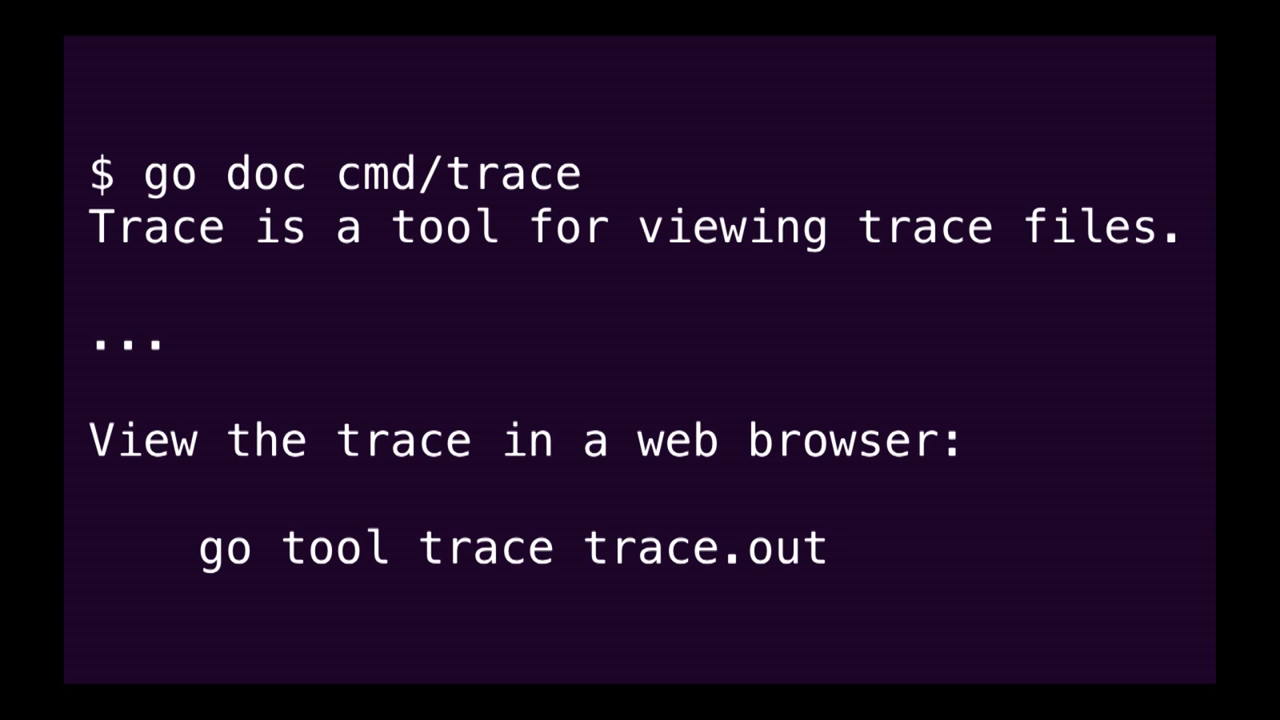 $ go doc cmd/trace
Trace is a tool for viewing trace files.
...
View the trace in a web browser:
go tool trace trace.out